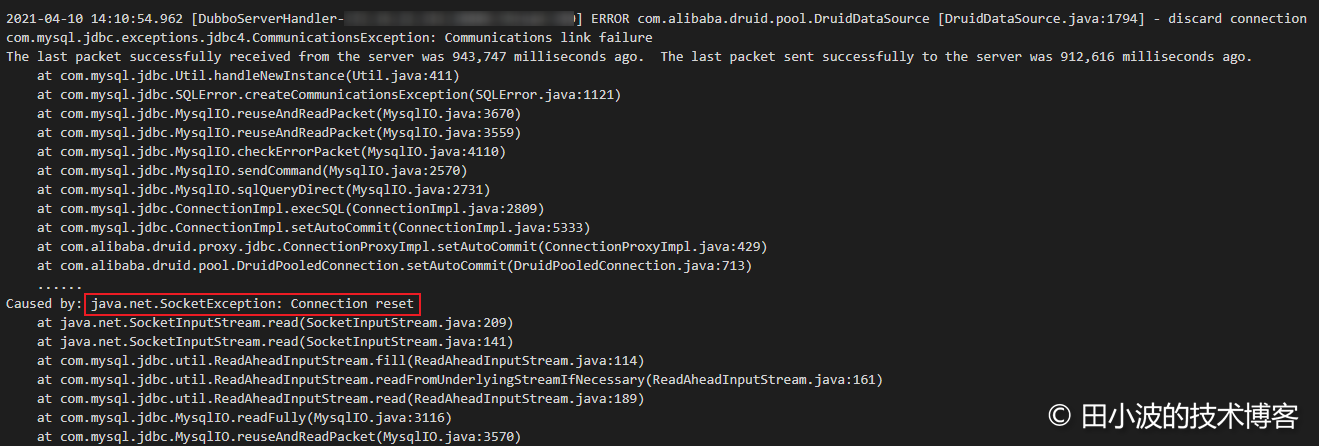 2021-04-10 14:10:54.962 [DubboServerHandler- ] ERROR com.alibaba.druid.pool.DruidDataSource [DruidDataSource.java:1794] - discard connection
com.mysql.jdbc.exceptions.jdbc4.CommunicationsException: Communications link failure
The last packet successfully received from the server was 943,747 milliseconds ago.  The last packet sent successfully to the server was 912,616 milliseconds ago.
    at com.mysql.jdbc.Util.handleNewInstance(Util.java:411)
    at com.mysql.jdbc.SQLError.createCommunicationsException(SQLError.java:1121)
    at com.mysql.jdbc.MysqlIO.reuseAndReadPacket(MysqlIO.java:3670)
    at com.mysql.jdbc.MysqlIO.reuseAndReadPacket(MysqlIO.java:3559)
    at com.mysql.jdbc.MysqlIO.checkErrorPacket(MysqlIO.java:4110)
    at com.mysql.jdbc.MysqlIO.sendCommand(MysqlIO.java:2570)
    at com.mysql.jdbc.MysqlIO.sqlQueryDirect(MysqlIO.java:2731)
    at com.mysql.jdbc.ConnectionImpl.execSQL(ConnectionImpl.java:2809)
    at com.mysql.jdbc.ConnectionImpl.setAutoCommit(ConnectionImpl.java:5333)
    at com.alibaba.druid.proxy.jdbc.ConnectionProxyImpl.setAutoCommit(ConnectionProxyImpl.java:429)
    at com.alibaba.druid.pool.DruidPooledConnection.setAutoCommit(DruidPooledConnection.java:713)
    ......
Caused by: java.net.SocketException: Connection reset
    at java.net.SocketInputStream.read(SocketInputStream.java:209)
    at java.net.SocketInputStream.read(SocketInputStream.java:141)
    at com.mysql.jdbc.util.ReadAheadInputStream.fill(ReadAheadInputStream.java:114)
    at com.mysql.jdbc.util.ReadAheadInputStream.readFromUnderlyingStreamIfNecessary(ReadAheadInputStream.java:161)
    at com.mysql.jdbc.util.ReadAheadInputStream.read(ReadAheadInputStream.java:189)
    at com.mysql.jdbc.MysqlIO.readFully(MysqlIO.java:3116)
    at com.mysql.jdbc.MysqlIO.reuseAndReadPacket(MysqlIO.java:3570)
© 田小波的技术博客